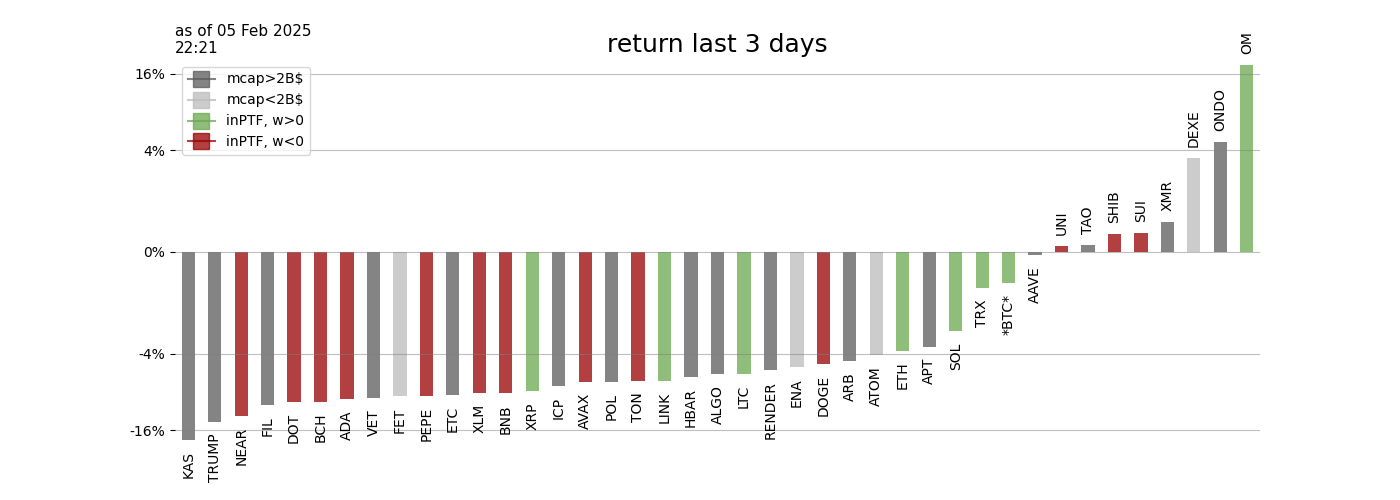 as of 05 Feb 2025
22:21
return last 3 days
mcap>2B$
mcap<2B$
inPTF, w>0
inPTF, w<0
16%
4%
0%
-4%
-16%
KAS
TRUMP
NEAR
FIL
DOT
BCH
ADA
VET
FET
PEPE
ETC
XLM
BNB
XRP
ICP
AVAX
POL
TON
LINK
HBAR
ALGO
LTC
RENDER
ENA
DOGE
ARB
ATOM
ETH
APT
SOL
TRX
*BTC*
AAVE
UNI
TAO
SHIB
SUI
XMR
DEXE
ONDO
OM